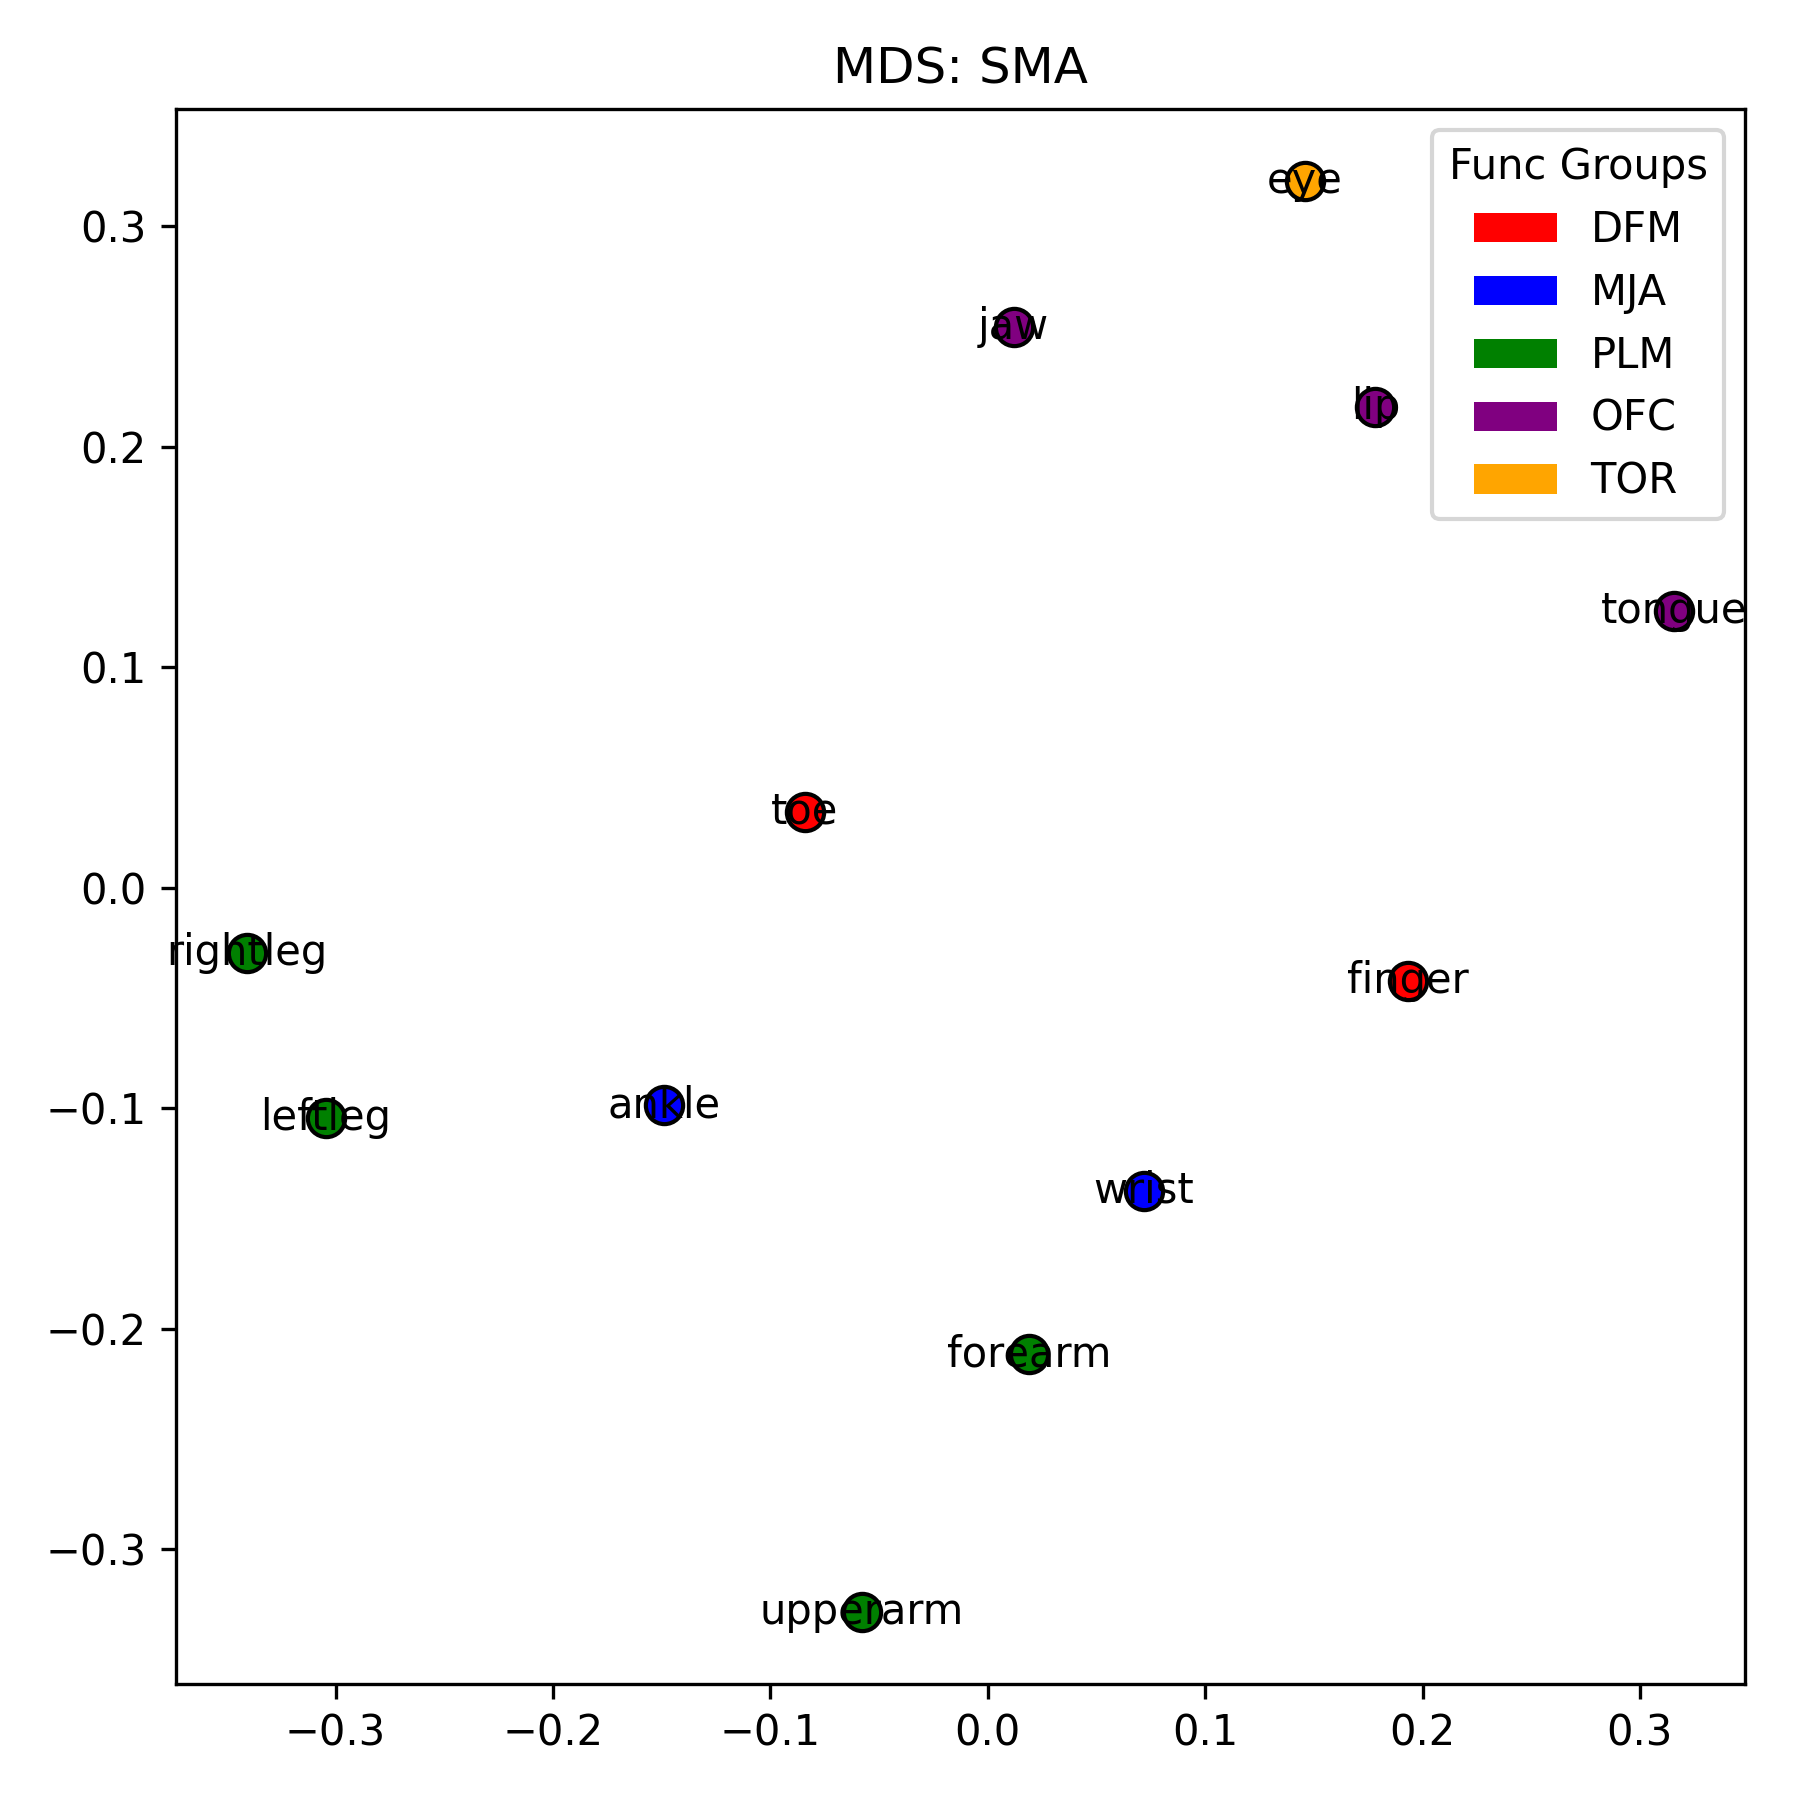 MDS: SMA
Func Groups
DFM
MJA
PLM
OFC
TOR
eye
jaw
lip
tongue
toe
rightleg
finger
leftleg
ankle
wrist
forearm
upperarm
0.3
0.2
0.1
0.0
−0.1
−0.2
−0.3
−0.3
−0.2
−0.1
0.0
0.1
0.2
0.3